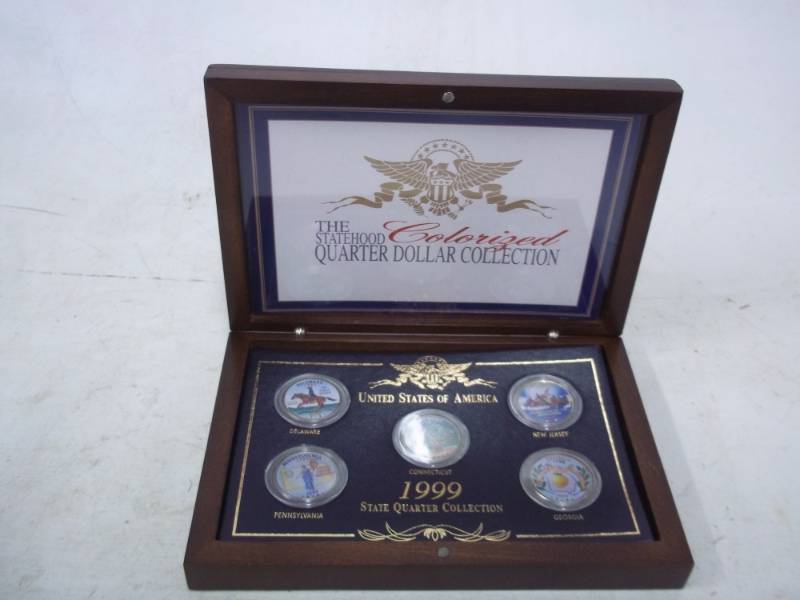 THE
STATEHOOD Colorized
QUARTER DOLLAR COLLECTION
UNITED STATES OF AMERICA
DELAWARE
NEW JERSEY
CONNECTICUT
PENNSYLVANIA
1999
GEORGIA
STATE QUARTER COLLECTION